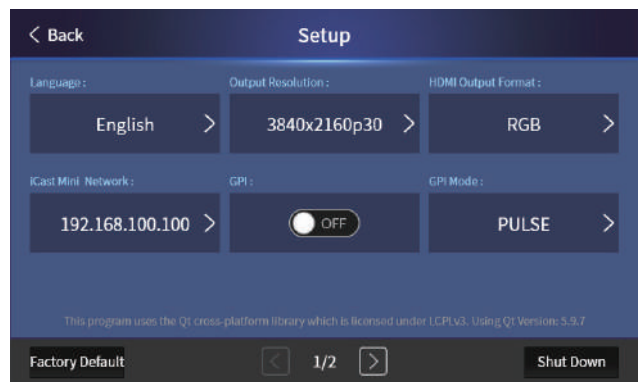 Back
Setup
Language :
Output Resolution :
HDMI Output Format :
English
3840x2160p30
RGB
iCast Mini Network :
GPI :
GPI Mode :
192.168.100.100
OFF
PULSE
This program uses the Qt cross-platform library which is licensed under LCPLv3. Using Qt Version: 5.9.7
Factory Default
1/2
Shut Down